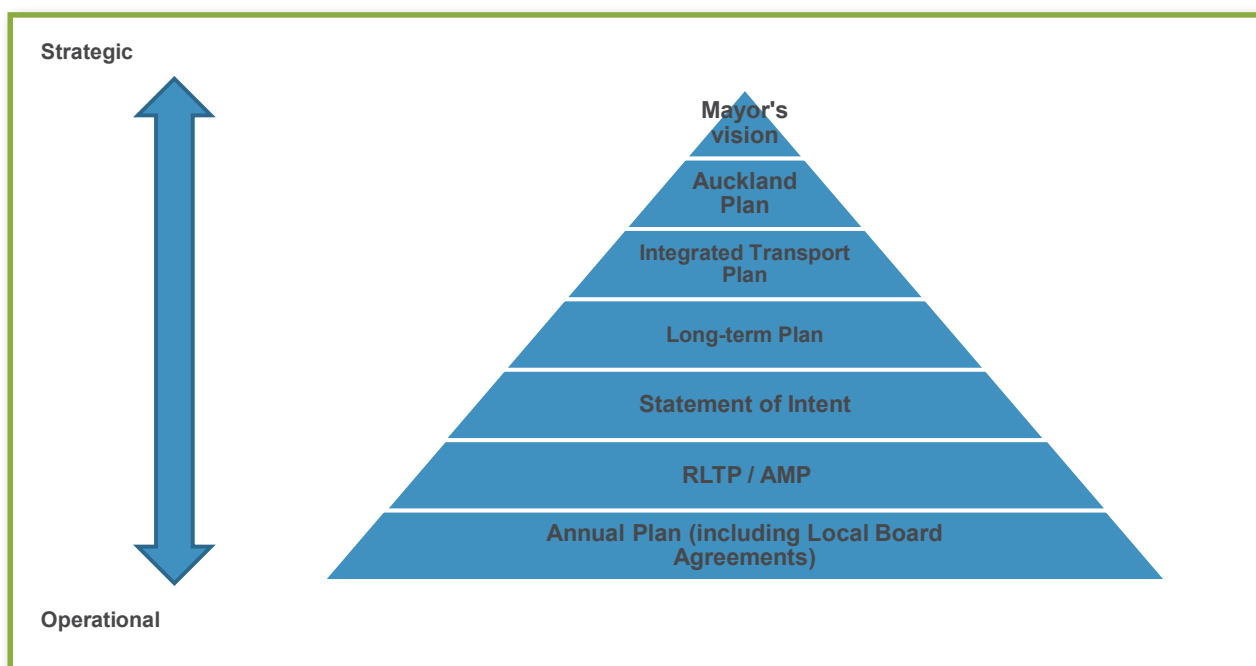 Strategic
Mayor's
vision
Auckland
Plan
Integrated Transport
Plan
Long-term Plan
Statement of Intent
RLTP / AMP
Annual Plan (including Local Board
Agreements)
Operational